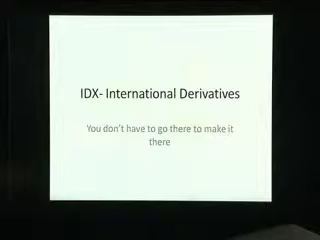 IDX- International Derivatives
You don't have to go there to make it
there